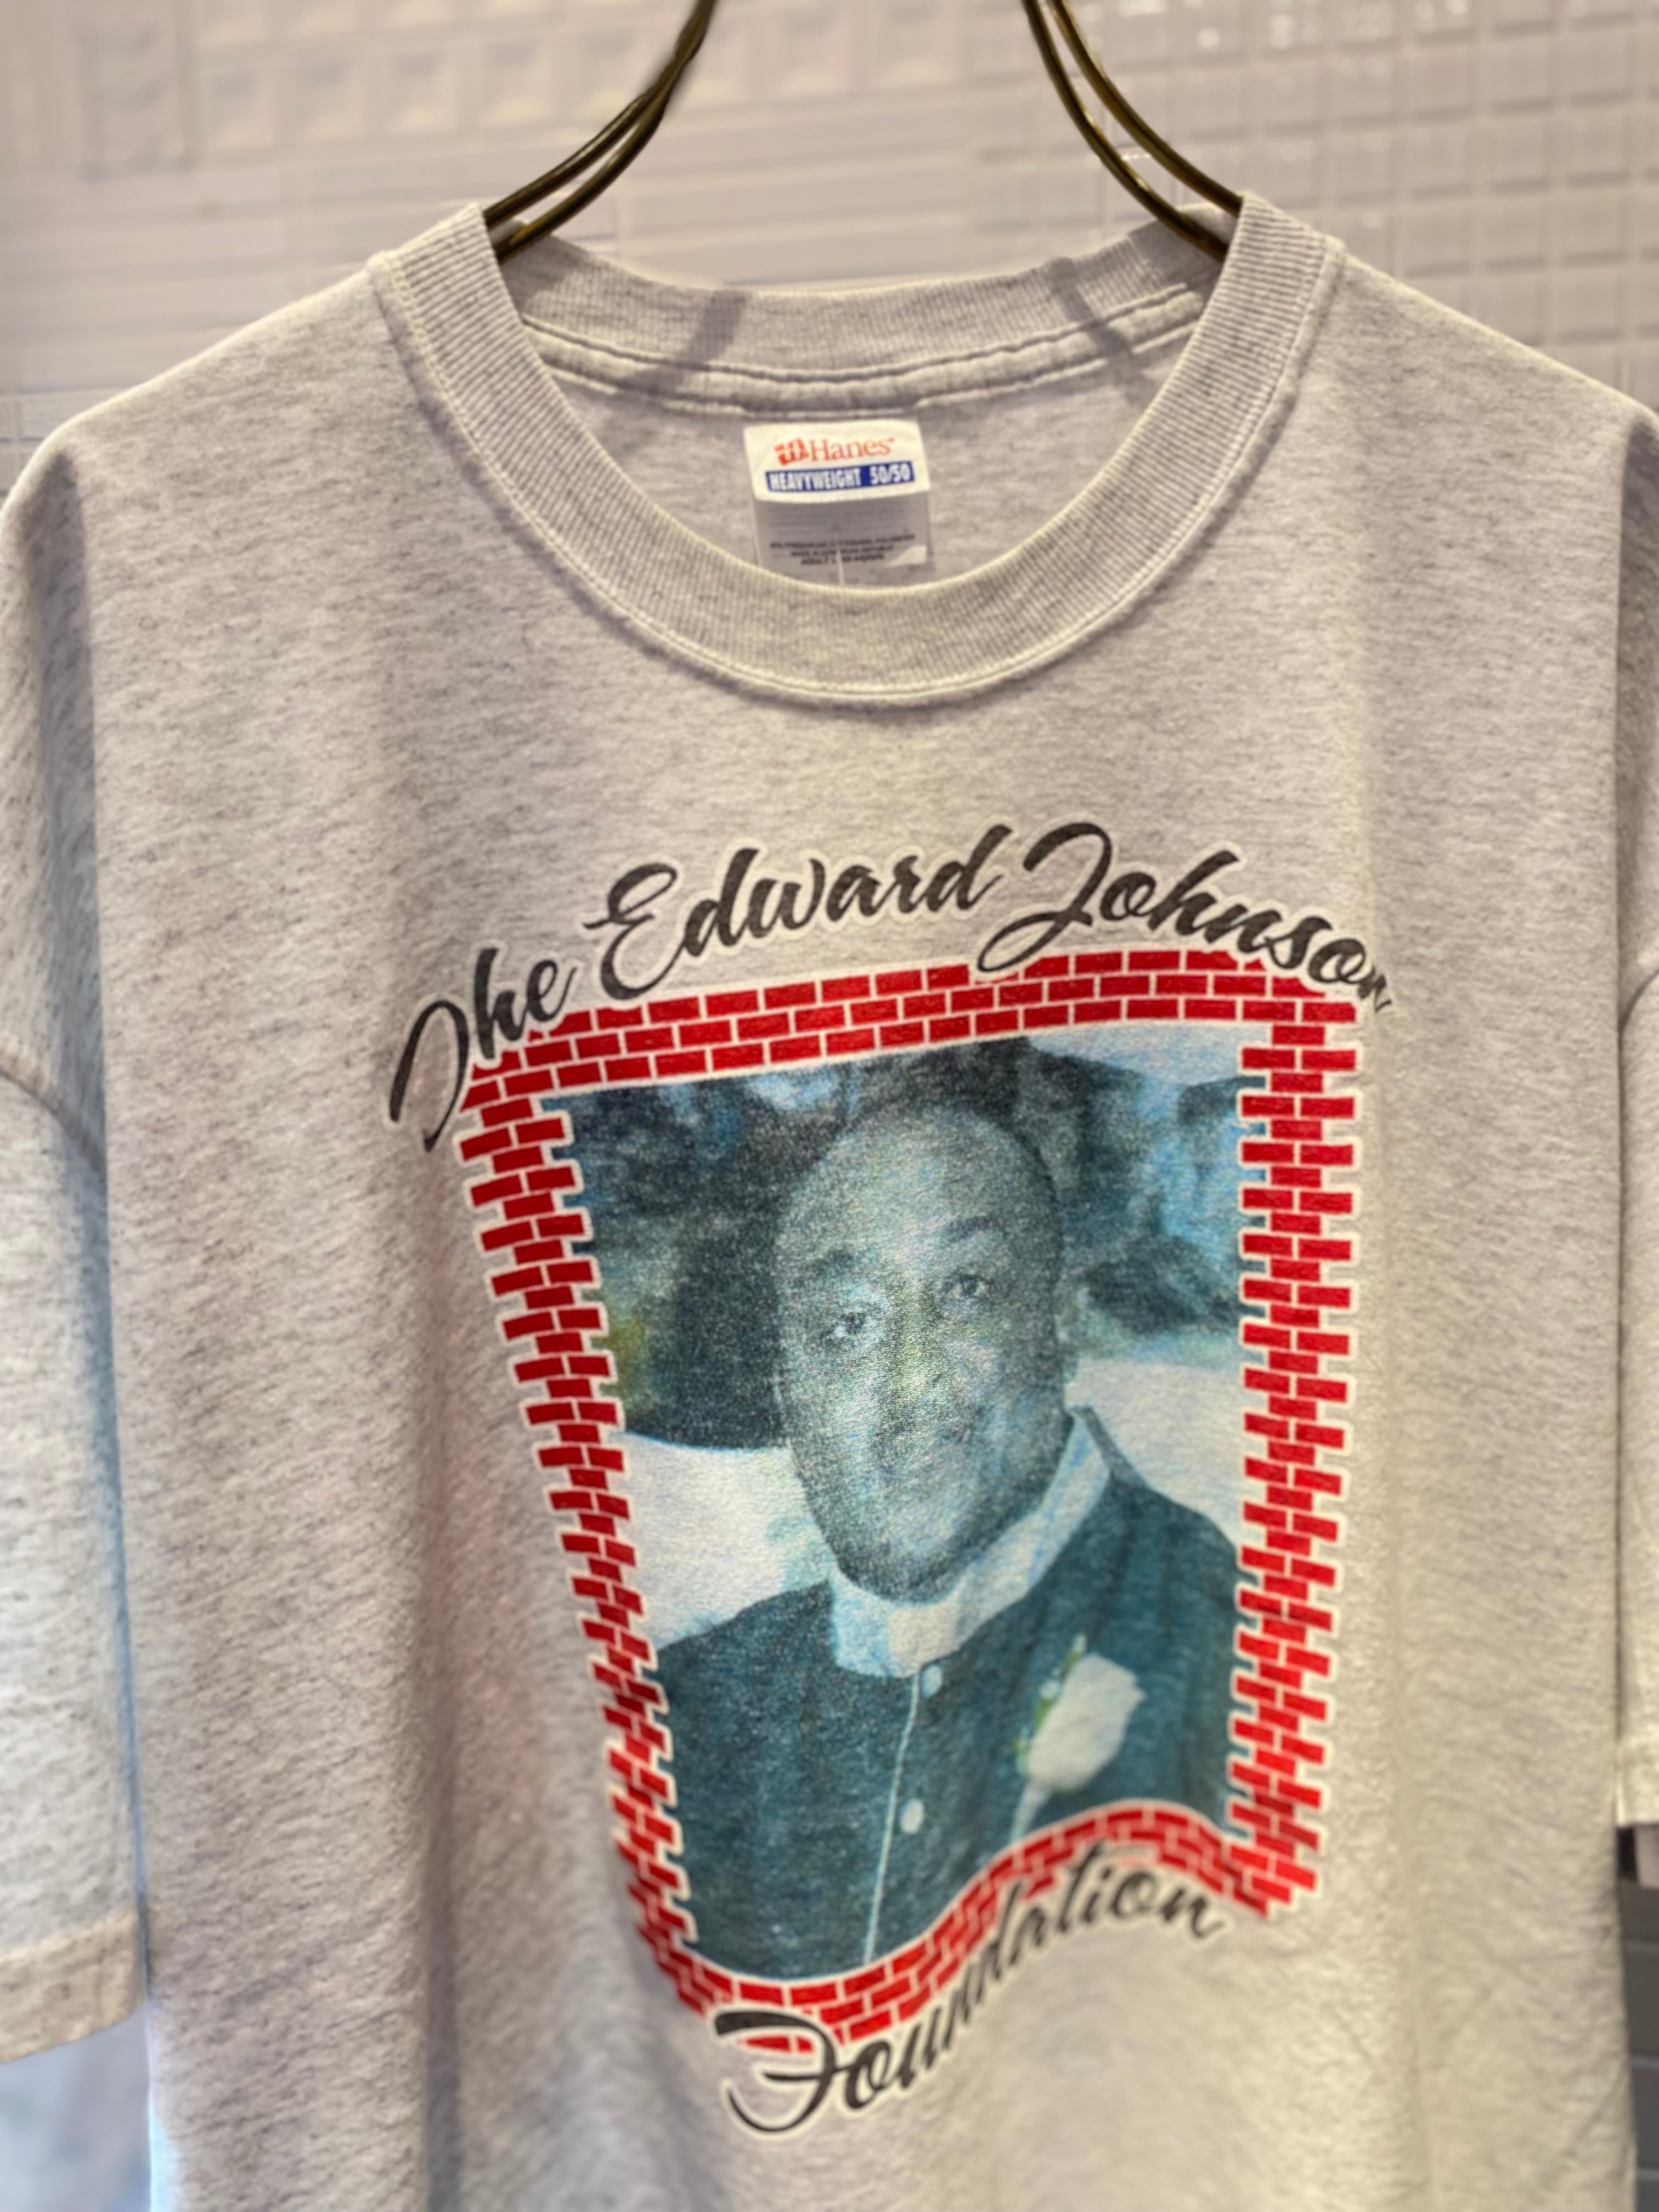 Hanes
HEAVYWEIGHT 50/50
The Edward Johnson
Foundation